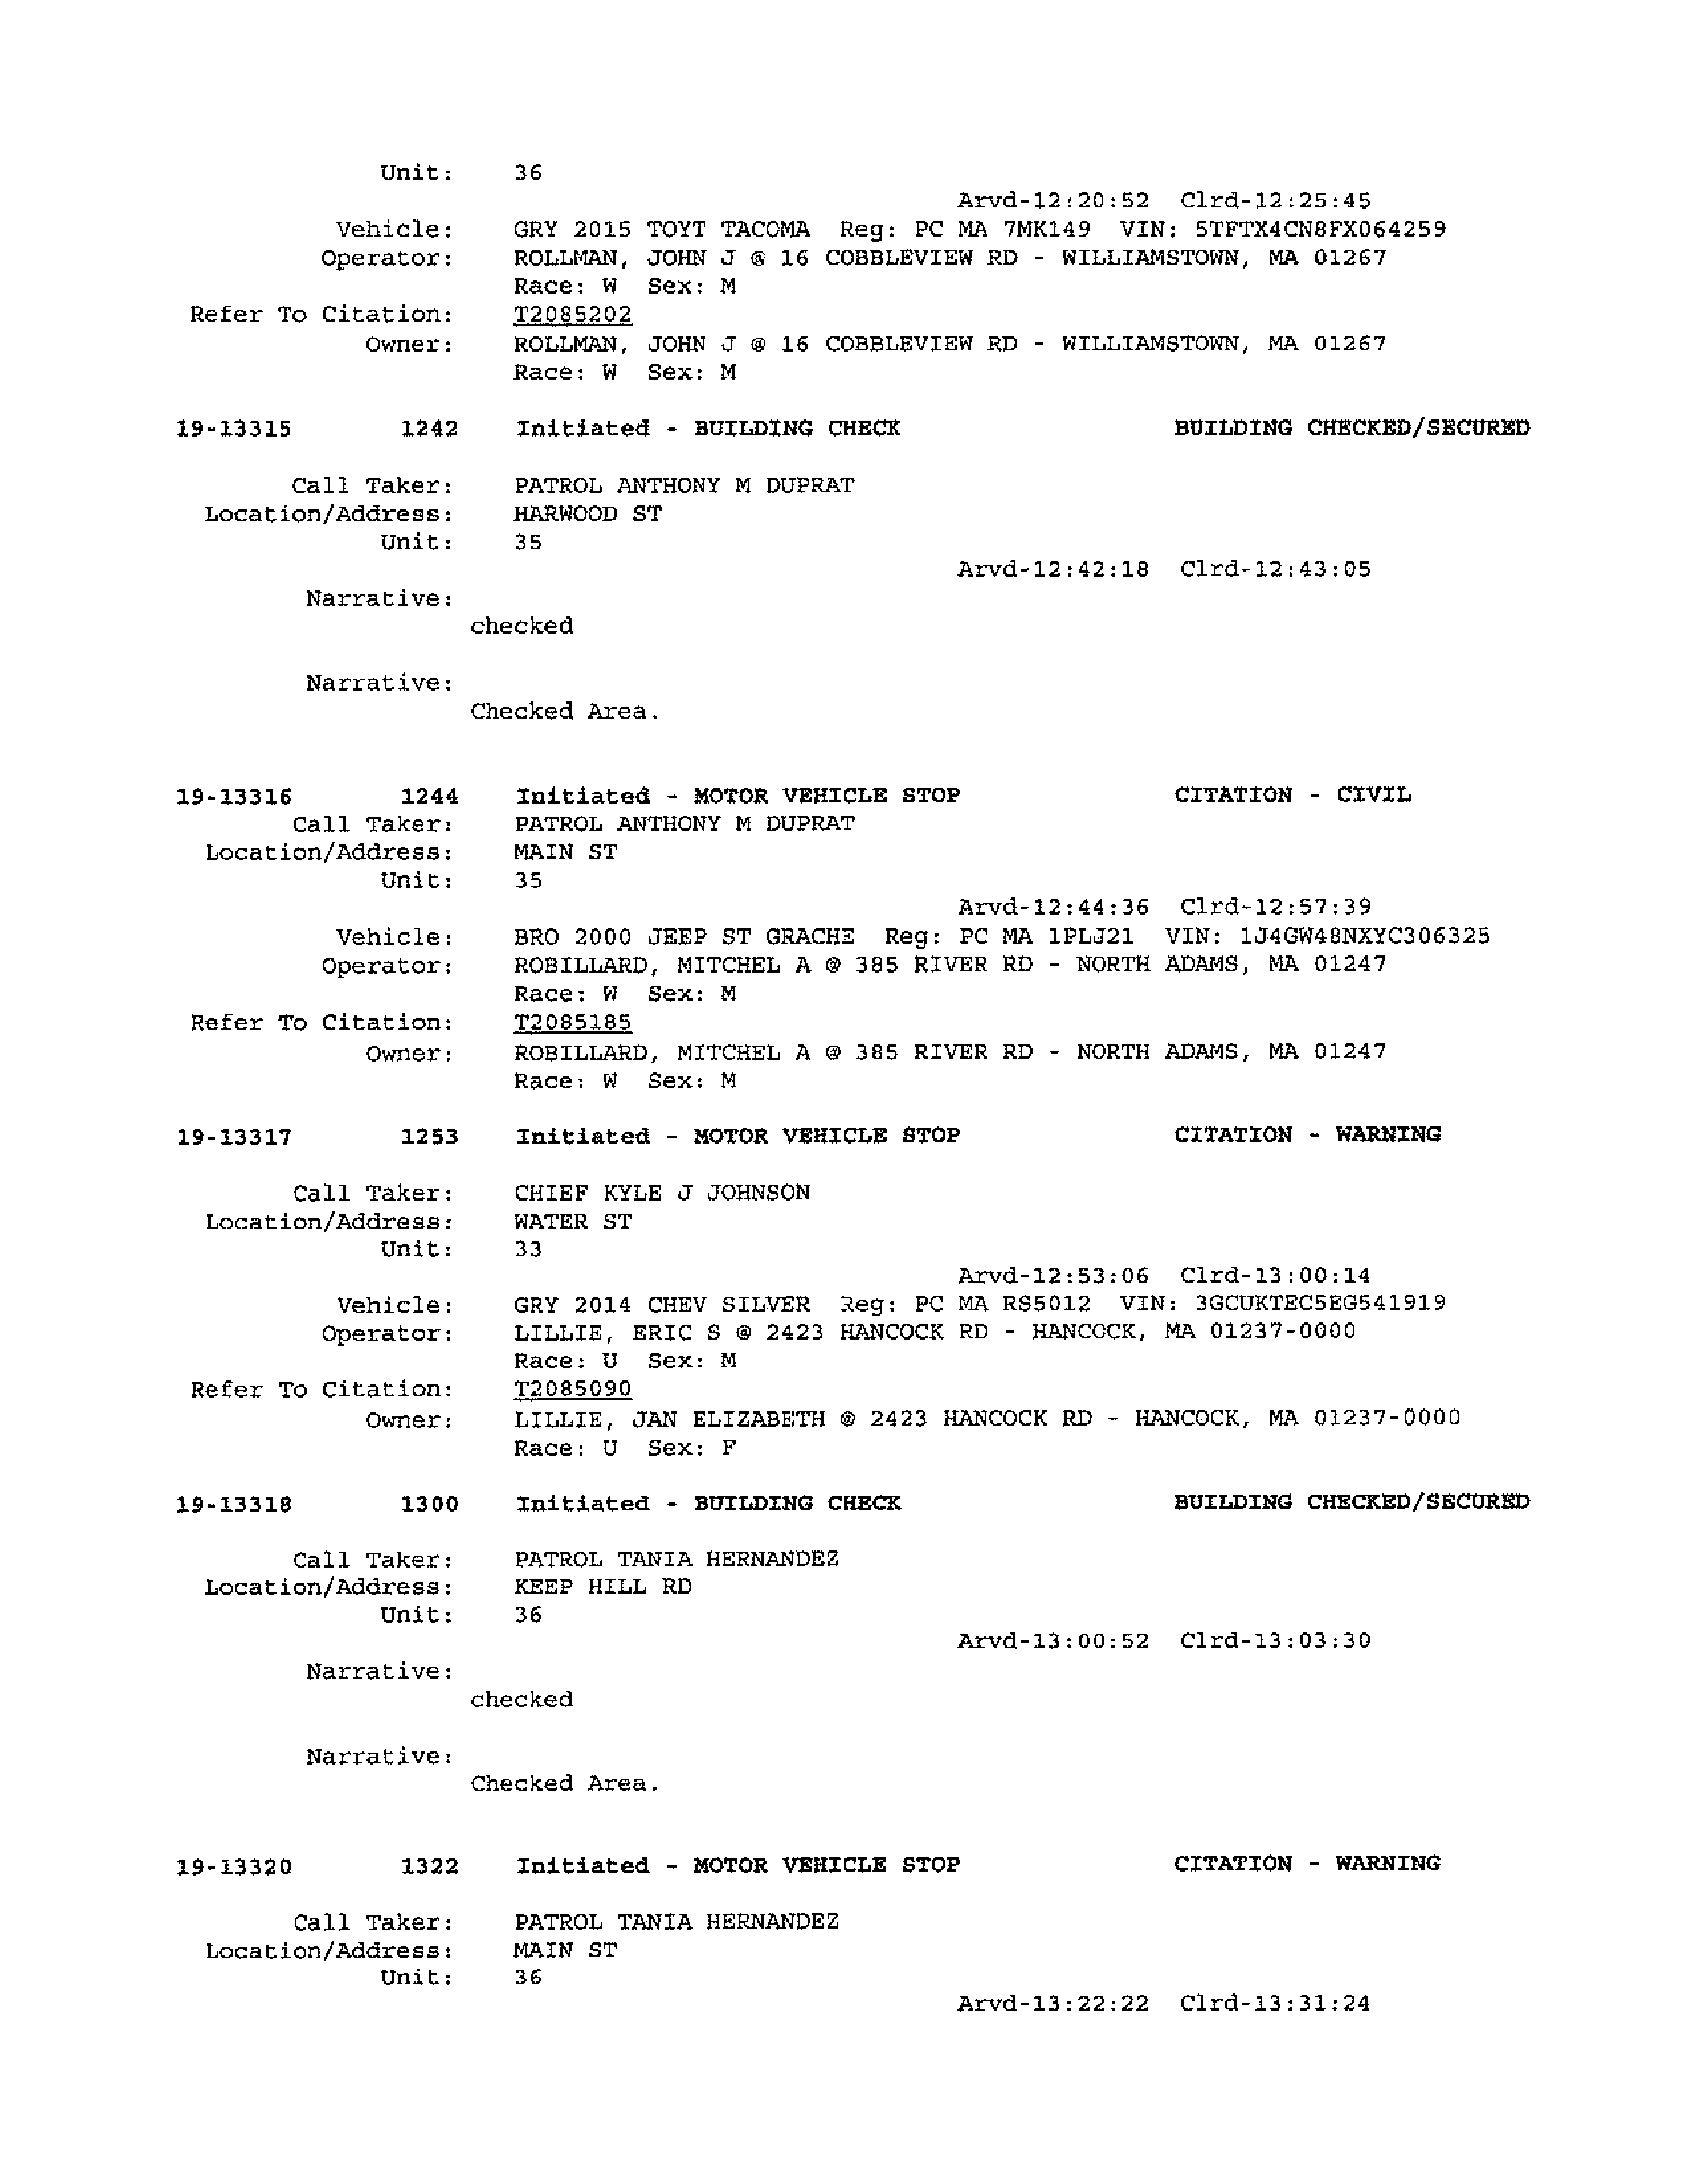 Unit: 36
Arvd-12:20:52 Clrd-12:25:45
Vehicle: GRY 2015 TOYT TACOMA Reg: PC MA 7MK149 VIN: 5TFTX4CN8FX064259
Operator: ROLLMAN, JOHN J @ 16 COBBLEVIEW RD - WILLIAMSTOWN, MA 01267
Race: W Sex: M
Refer To Citation: T2085202
Owner: ROLLMAN, JOHN J @ 16 COBBLEVIEW RD - WILLIAMSTOWN, MA 01267
Race: W Sex: M
19-13315 1242 Initiated - BUILDING CHECK BUILDING CHECKED/SECURED
Call Taker: PATROL ANTHONY M DUPRAT
Location/Address: HARWOOD ST
Unit: 35
Arvd-12:42:18 Clrd-12:43:05
Narrative:
checked
Narrative:
Checked Area.
19-13316 1244 Initiated - MOTOR VEHICLE STOP CITATION - CIVIL
Call Taker: PATROL ANTHONY M DUPRAT
Location/Address: MAIN ST
Unit: 35
Arvd-12:44:36 Clrd-12:57:39
Vehicle: BRO 2000 JEEP ST GRACHE Reg: PC MA 1PLJ21 VIN: 1J4GW48NXYC306325
Operator: ROBILLARD, MITCHEL A @ 385 RIVER RD - NORTH ADAMS, MA 01247
Race: W Sex: M
Refer To Citation: T2085185
Owner: ROBILLARD, MITCHEL A @ 385 RIVER RD - NORTH ADAMS, MA 01247
Race: W Sex: M
19-13317 1253 Initiated - MOTOR VEHICLE STOP CITATION - WARNING
Call Taker: CHIEF KYLE J JOHNSON
Location/Address: WATER ST
Unit: 33
Arvd-12:53:06 Clrd-13:00:14
Vehicle: GRY 2014 CHEV SILVER Reg: PC MA RS5012 VIN: 3GCUKTEC5EG541919
Operator: LILLIE, ERIC S @ 2423 HANCOCK RD - HANCOCK, MA 01237-0000
Race: U Sex: M
Refer To Citation: T2085090
Owner: LILLIE, JAN ELIZABETH @ 2423 HANCOCK RD - HANCOCK, MA 01237-0000
Race: U Sex: F
19-13318 1300 Initiated - BUILDING CHECK BUILDING CHECKED/SECURED
Call Taker: PATROL TANIA HERNANDEZ
Location/Address: KEEP HILL RD
Unit: 36
Arvd-13:00:52 Clrd-13:03:30
Narrative:
checked
Narrative:
Checked Area.
19-13320 1322 Initiated - MOTOR VEHICLE STOP CITATION - WARNING
Call Taker: PATROL TANIA HERNANDEZ
Location/Address: MAIN ST
Unit: 36
Arvd-13:22:22 Clrd-13:31:24